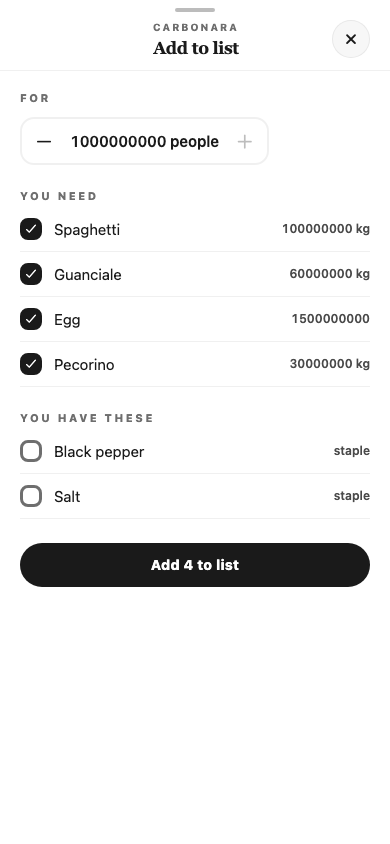 CARBONARA
Add to list
FOR
1000000000 people
YOU NEED
Spaghetti 100000000 kg
Guanciale 60000000 kg
Egg 1500000000
Pecorino 30000000 kg
YOU HAVE THESE
Black pepper staple
Salt staple
Add 4 to list